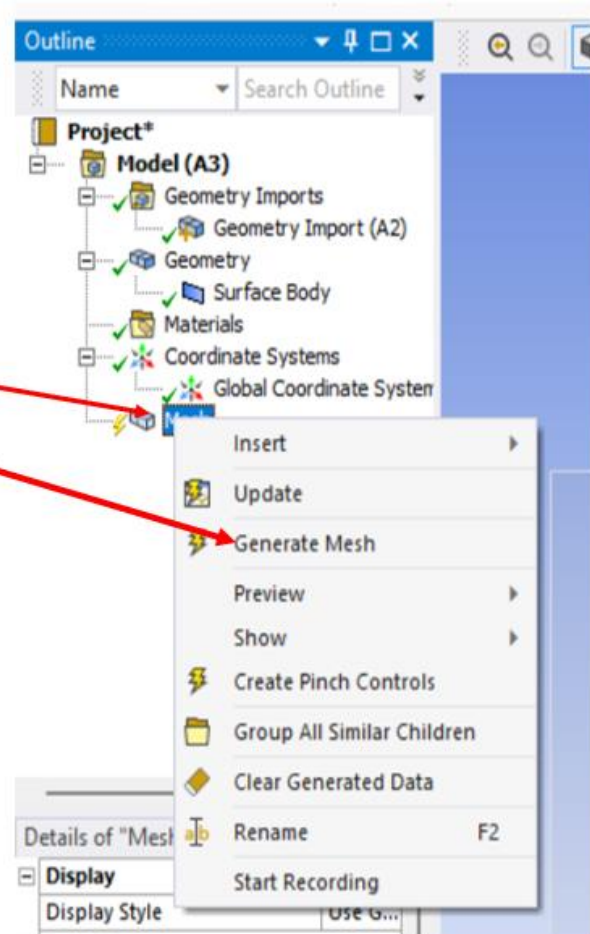 Outline
Name
Search Outline
Project*
Model (A3)
Geometry Imports
Geometry Import (A2)
Geometry
Surface Body
Materials
Coordinate Systems
Global Coordinate System
Mesh
Insert
Update
Generate Mesh
Preview
Show
Create Pinch Controls
Group All Similar Children
Clear Generated Data
Rename F2
Start Recording
Details of "Mesh
Display
Display Style Use G...